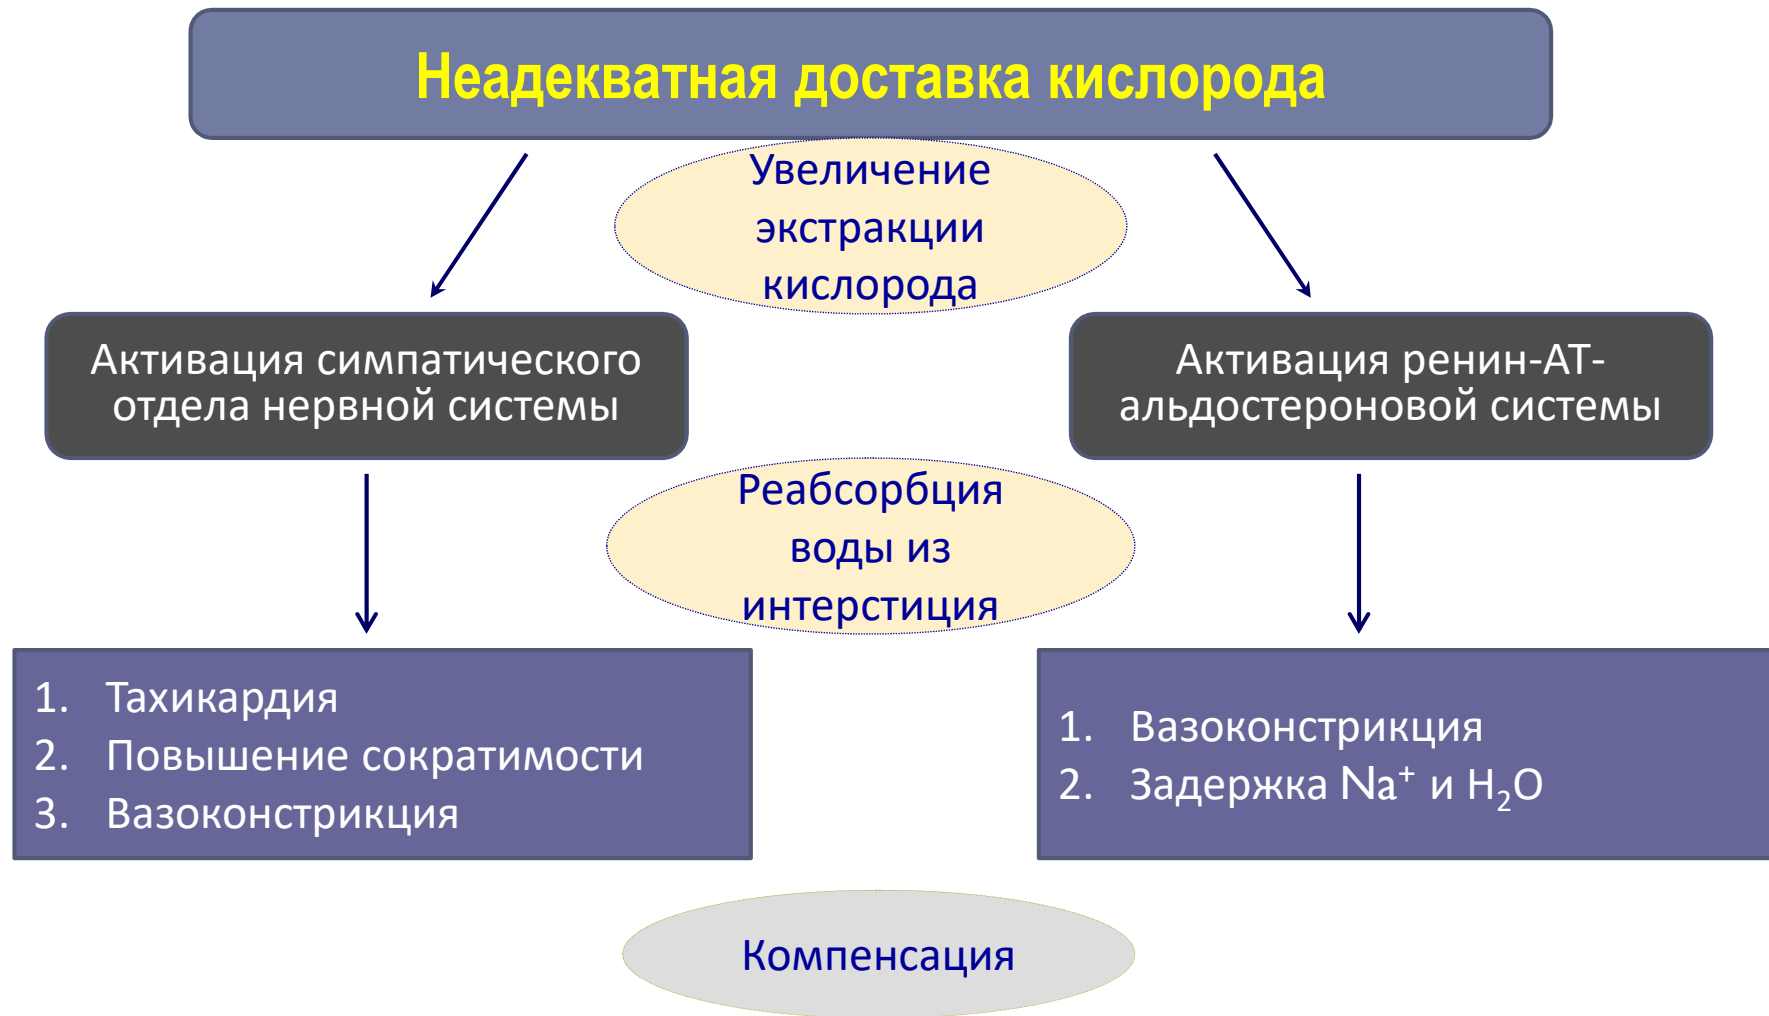 Неадекватная доставка кислорода
Увеличение
экстракции
кислорода
Активация симпатического
отдела нервной системы
Активация ренин-АТ-
альдостероновой системы
Реабсорбция
воды из
интерстиция
1. Тахикардия
2. Повышение сократимости
3. Вазоконстрикция
1. Вазоконстрикция
2. Задержка Na⁺ и H₂O
Компенсация